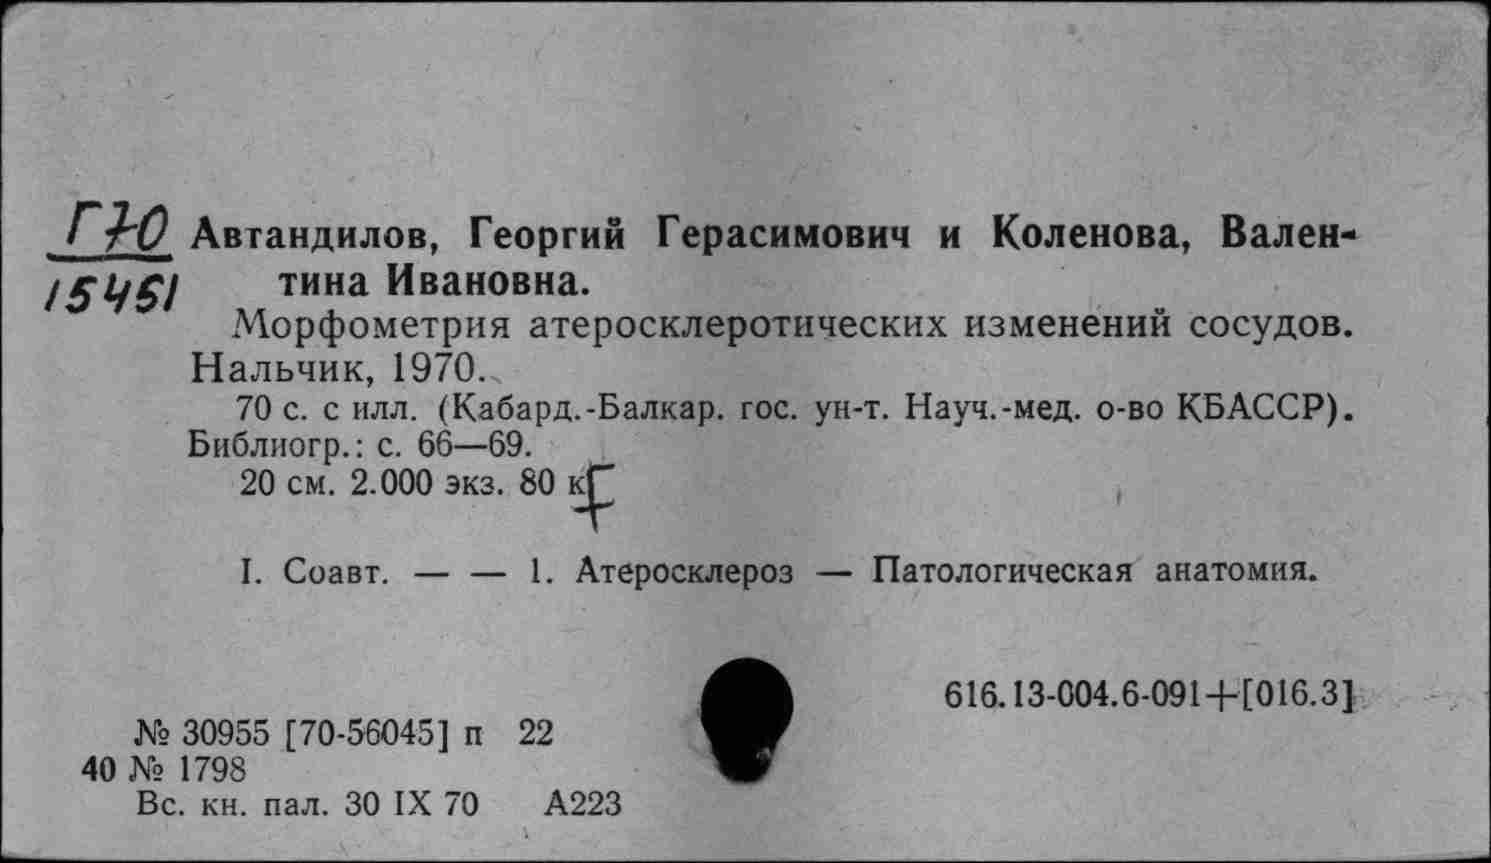 Г70 Автандилов, Георгий Герасимович и Коленова, Вален-
15451 тина Ивановна.
Морфометрия атеросклеротических изменений сосудов.
Нальчик, 1970.
70 с. с илл. (Кабард.-Балкар. гос. ун-т. Науч.-мед. о-во КБАССР).
Библиогр.: с. 66—69.
20 см. 2.000 экз. 80 к
I. Соавт. — — 1. Атеросклероз — Патологическая анатомия.
616.13-004.6-091+[016.3]
№ 30955 [70-56045] п 22
40 № 1798
Вс. кн. пал. 30 IX 70 А223